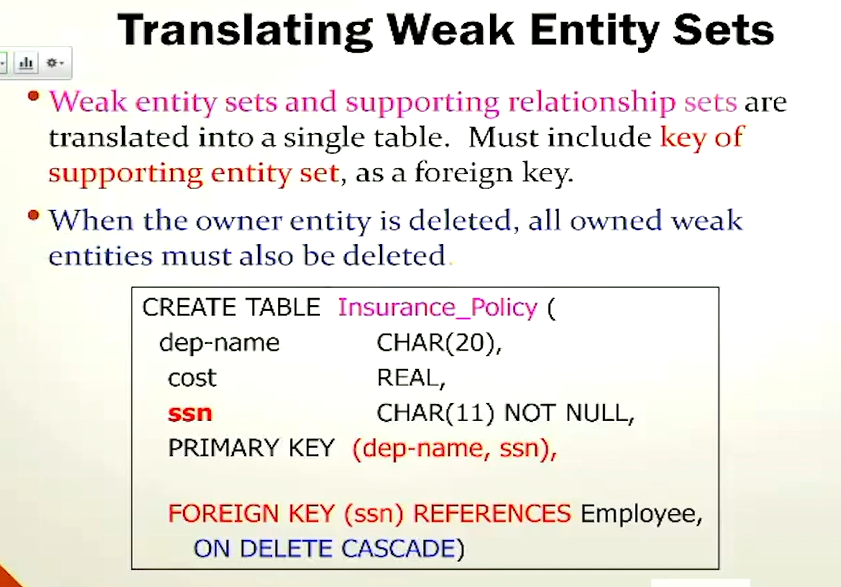 Translating Weak Entity Sets
• Weak entity sets and supporting relationship sets are
translated into a single table. Must include key of
supporting entity set, as a foreign key.
• When the owner entity is deleted, all owned weak
entities must also be deleted.
CREATE TABLE Insurance_Policy (
dep-name CHAR(20),
cost REAL,
ssn CHAR(11) NOT NULL,
PRIMARY KEY (dep-name, ssn),
FOREIGN KEY (ssn) REFERENCES Employee,
ON DELETE CASCADE)